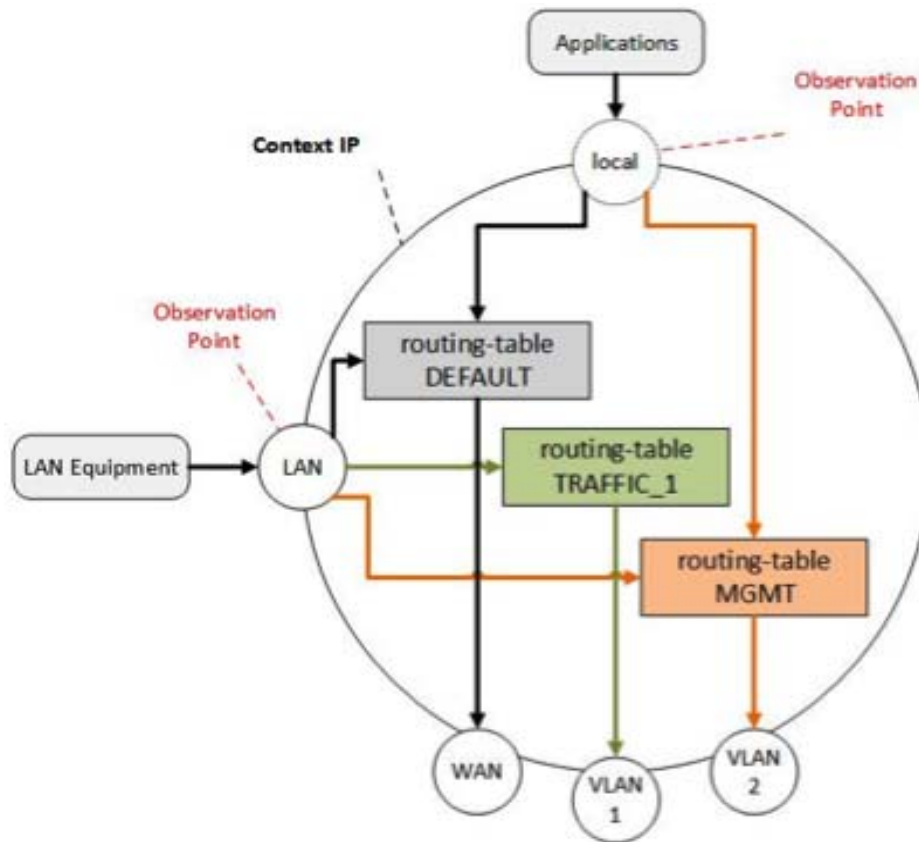 Applications
Observation
Point
Context IP
local
Observation
Point
routing-table
DEFAULT
LAN Equipment
LAN
routing-table
TRAFFIC_1
routing-table
MGMT
WAN
VLAN
1
VLAN
2